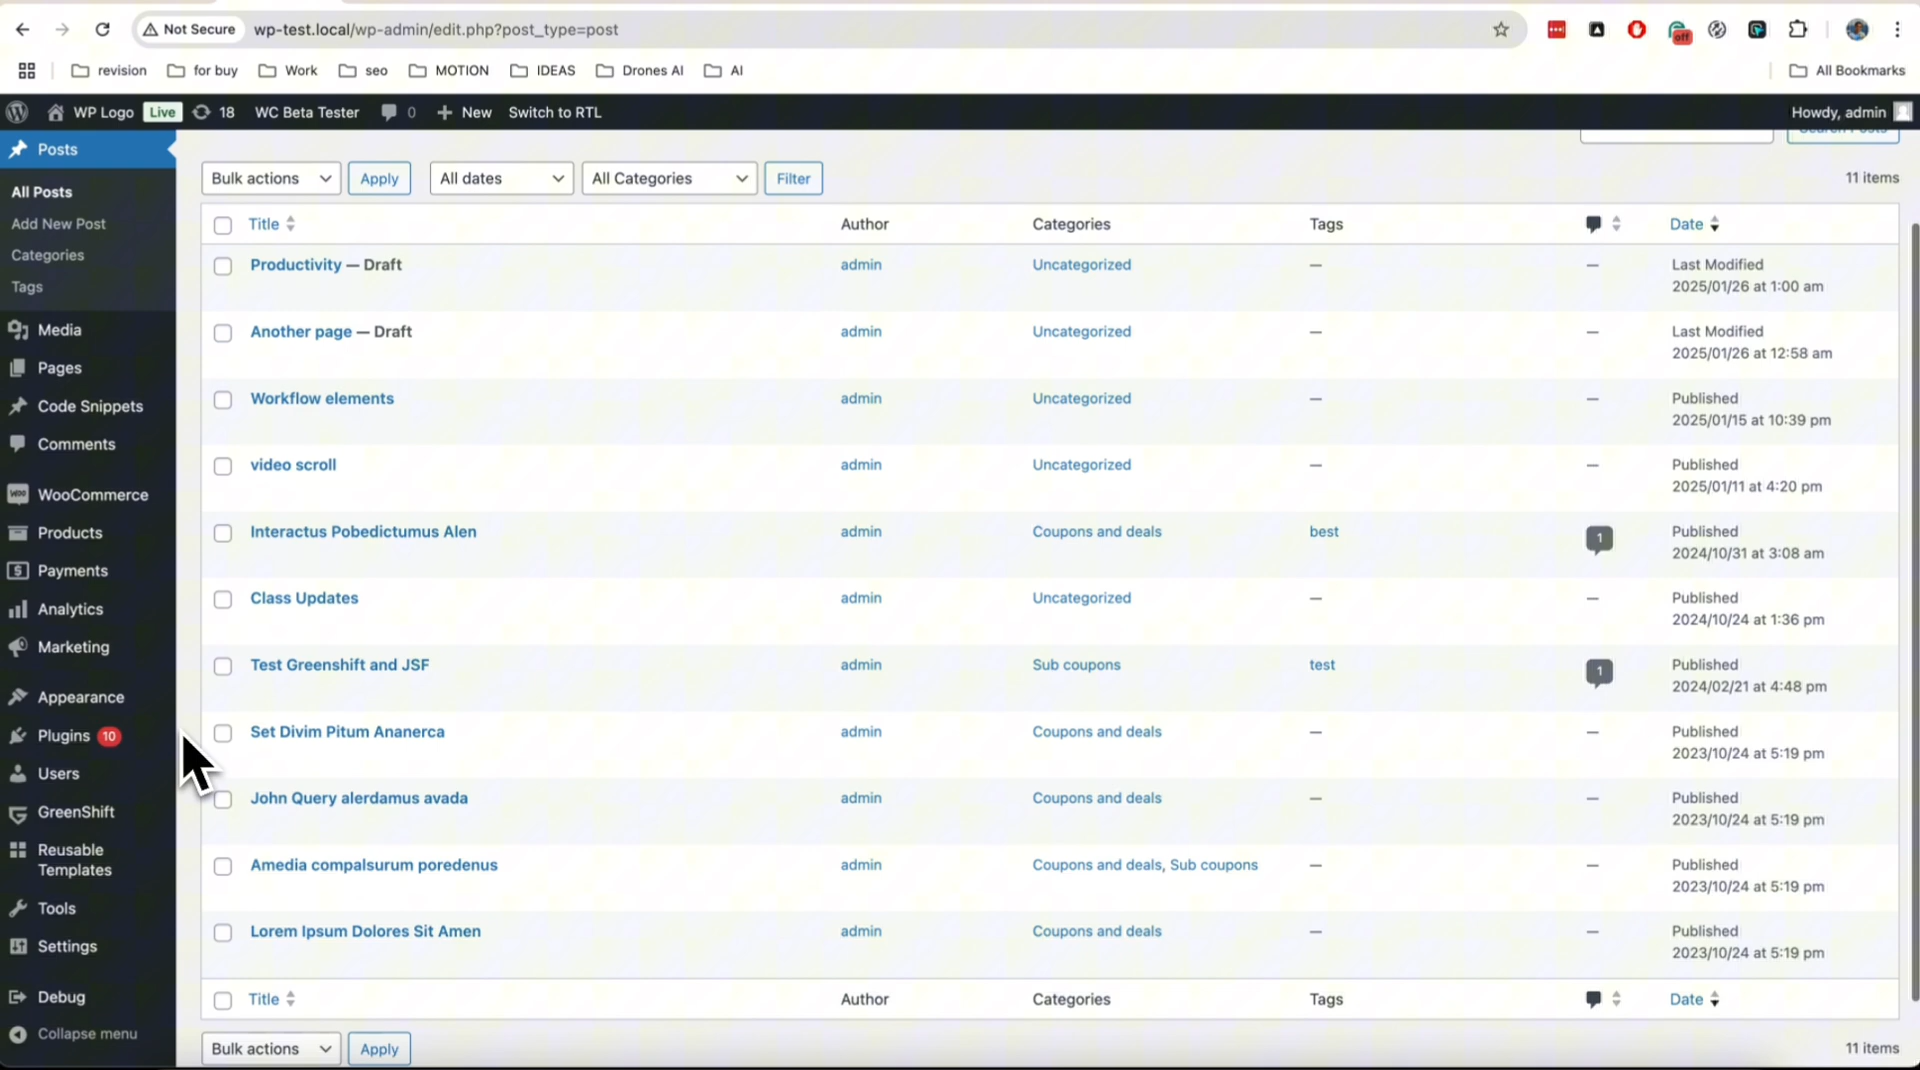 Not Secure wp-test.local/wp-admin/edit.php?post_type=post off
revision for buy Work seo MOTION IDEAS Drones AI AI All Bookmarks
WP Logo Live 18 WC Beta Tester 0 New Switch to RTL Howdy, admin
Posts
All Posts
Add New Post
Categories
Tags
Media
Pages
Code Snippets
Comments
WooCommerce
Products
Payments
Analytics
Marketing
Appearance
Plugins 10
Users
GreenShift
Reusable
Templates
Tools
Settings
Debug
Collapse menu
Search Posts
Bulk actions Apply All dates All Categories Filter 11 items
Title Author Categories Tags Date
Productivity — Draft admin Uncategorized — — Last Modified
2025/01/26 at 1:00 am
Another page — Draft admin Uncategorized — — Last Modified
2025/01/26 at 12:58 am
Workflow elements admin Uncategorized — — Published
2025/01/15 at 10:39 pm
video scroll admin Uncategorized — — Published
2025/01/11 at 4:20 pm
Interactus Pobedictumus Alen admin Coupons and deals best 1 Published
2024/10/31 at 3:08 am
Class Updates admin Uncategorized — — Published
2024/10/24 at 1:36 pm
Test Greenshift and JSF admin Sub coupons test 1 Published
2024/02/21 at 4:48 pm
Set Divim Pitum Ananerca admin Coupons and deals — — Published
2023/10/24 at 5:19 pm
John Query alerdamus avada admin Coupons and deals — — Published
2023/10/24 at 5:19 pm
Amedia compalsurum poredenus admin Coupons and deals, Sub coupons — — Published
2023/10/24 at 5:19 pm
Lorem Ipsum Dolores Sit Amen admin Coupons and deals — — Published
2023/10/24 at 5:19 pm
Title Author Categories Tags Date
Bulk actions Apply 11 items